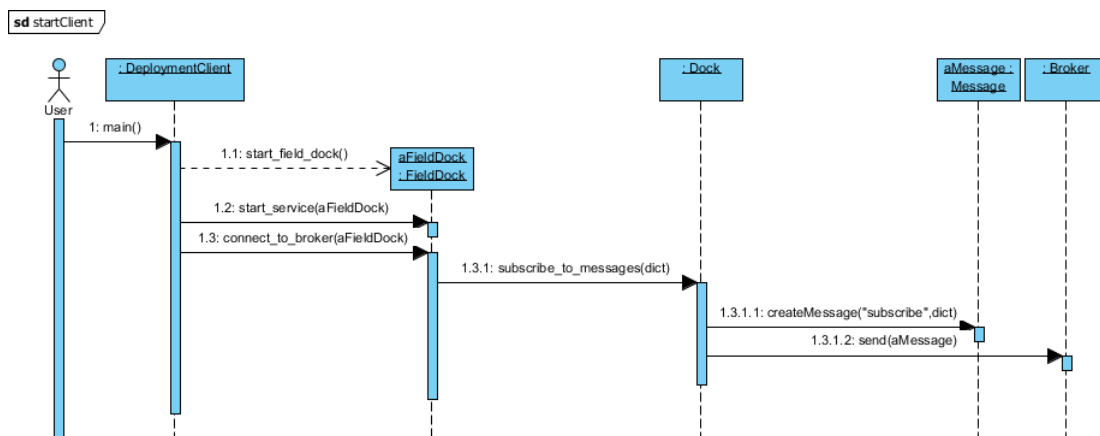 sd startClient
: DeploymentClient
: Dock
aMessage :
Message
: Broker
User
1: main()
1.1: start_field_dock()
aFieldDock
: FieldDock
1.2: start_service(aFieldDock)
1.3: connect_to_broker(aFieldDock)
1.3.1: subscribe_to_messages(dict)
1.3.1.1: createMessage("subscribe",dict)
1.3.1.2: send(aMessage)